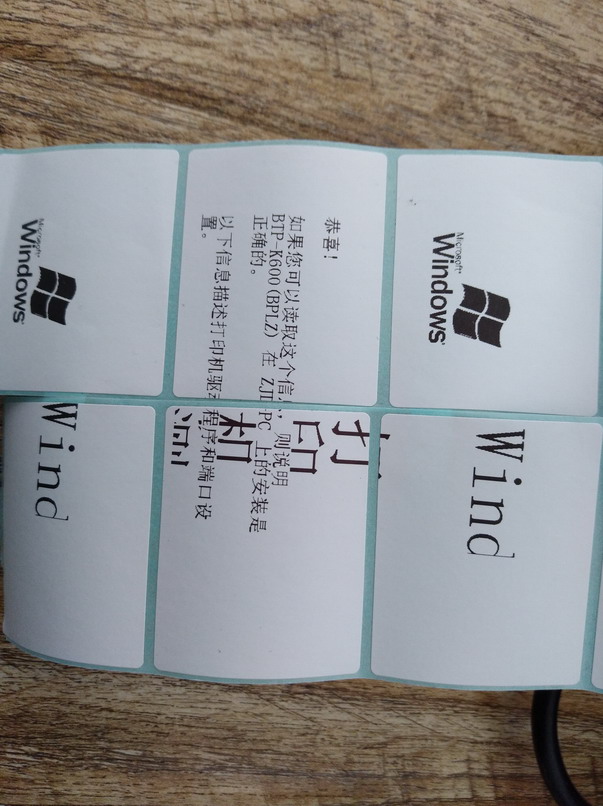 Microsoft
Windows
Wind
打
印
机
恭喜!
如果您可以读取这个信 则说明
BTP-K600(BPLZ) 在 上的安装是
正确的。
以下信息描述打印机驱动程序和端口设
置。
Microsoft
Windows
Wind